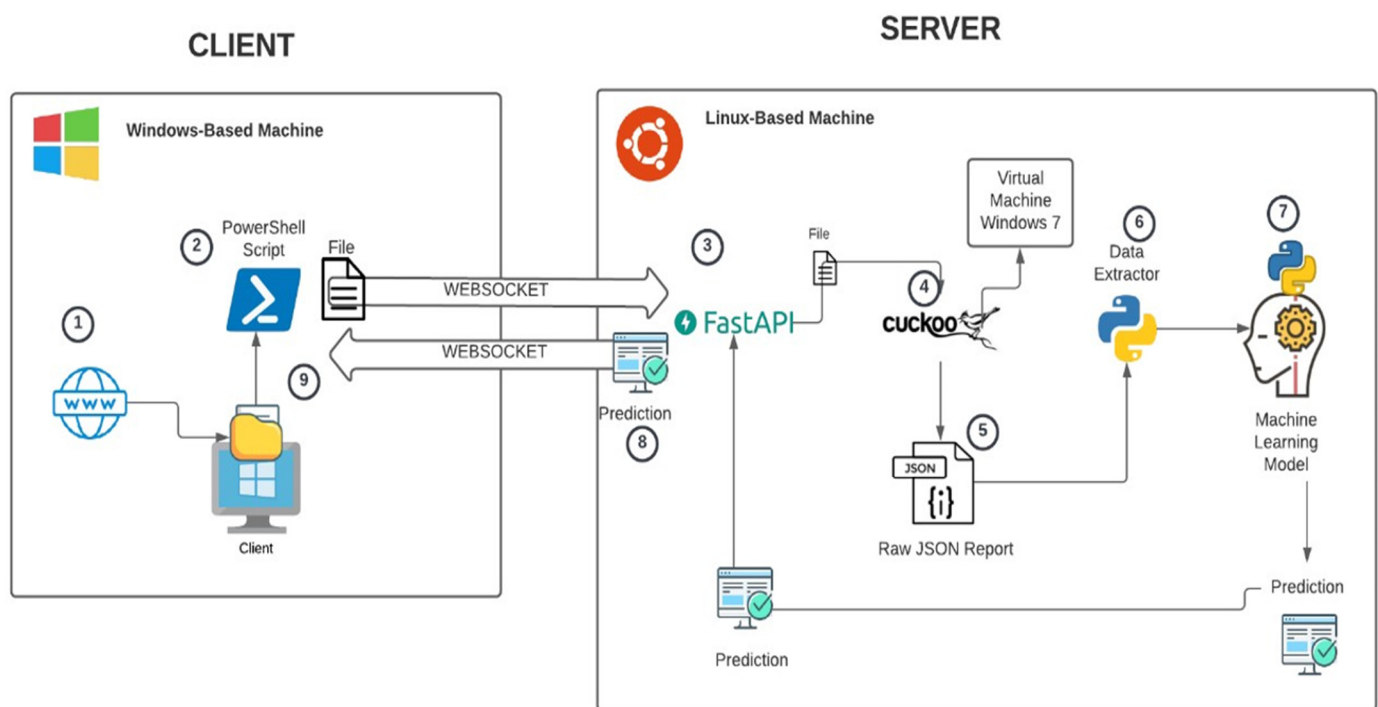 CLIENT
SERVER
Windows-Based Machine
Linux-Based Machine
Virtual
Machine
Windows 7
2
PowerShell
Script
File
WEBSOCKET
3
File
4
6
Data
Extractor
7
1
www
9
WEBSOCKET
FastAPI
cuckoo
Prediction
8
5
JSON
{i}
Raw JSON Report
Machine
Learning
Model
Client
Prediction
Prediction